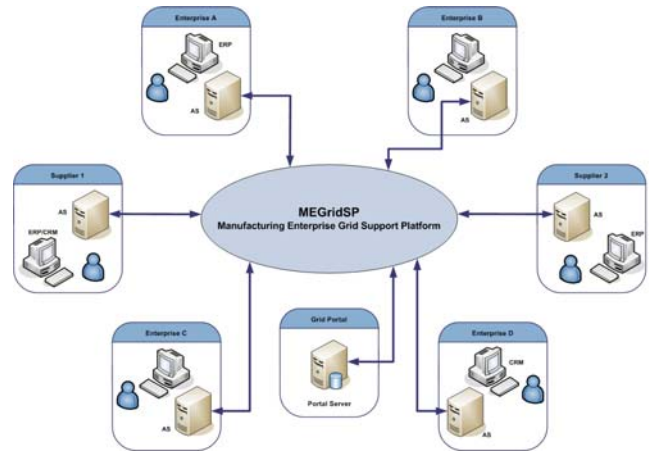 Enterprise A
ERP
AS
Enterprise B
AS
Supplier 1
AS
ERP/CRM
MEGridSP
Manufacturing Enterprise Grid Support Platform
Supplier 2
AS
ERP
Enterprise C
AS
Grid Portal
Portal Server
Enterprise D
CRM
AS